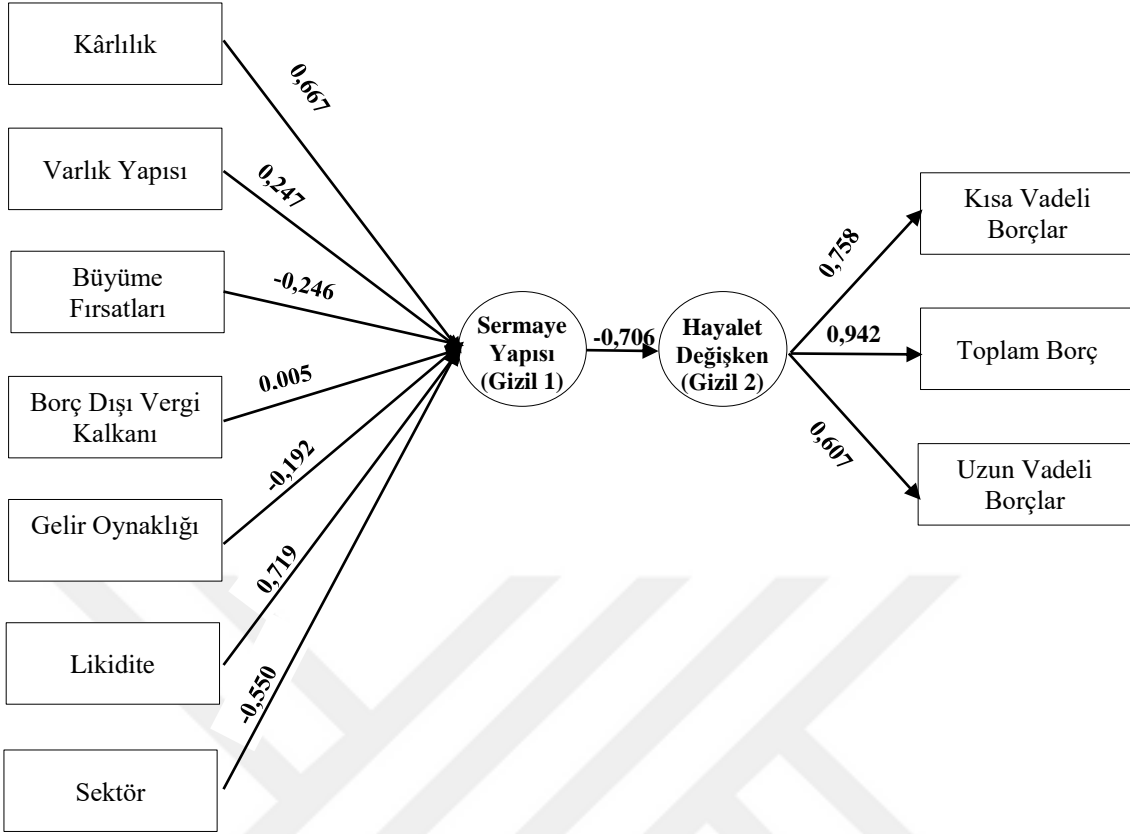 Kârlılık
0,667
Varlık Yapısı
0,247
Büyüme
Fırsatları
-0,246
Borç Dışı Vergi
Kalkanı
0.005
Gelir Oynaklığı
-0,192
Likidite
0,719
Sektör
-0,550
Sermaye
Yapısı
(Gizil 1)
-0,706
Hayalet
Değişken
(Gizil 2)
0,758
Kısa Vadeli
Borçlar
0,942
Toplam Borç
0,607
Uzun Vadeli
Borçlar